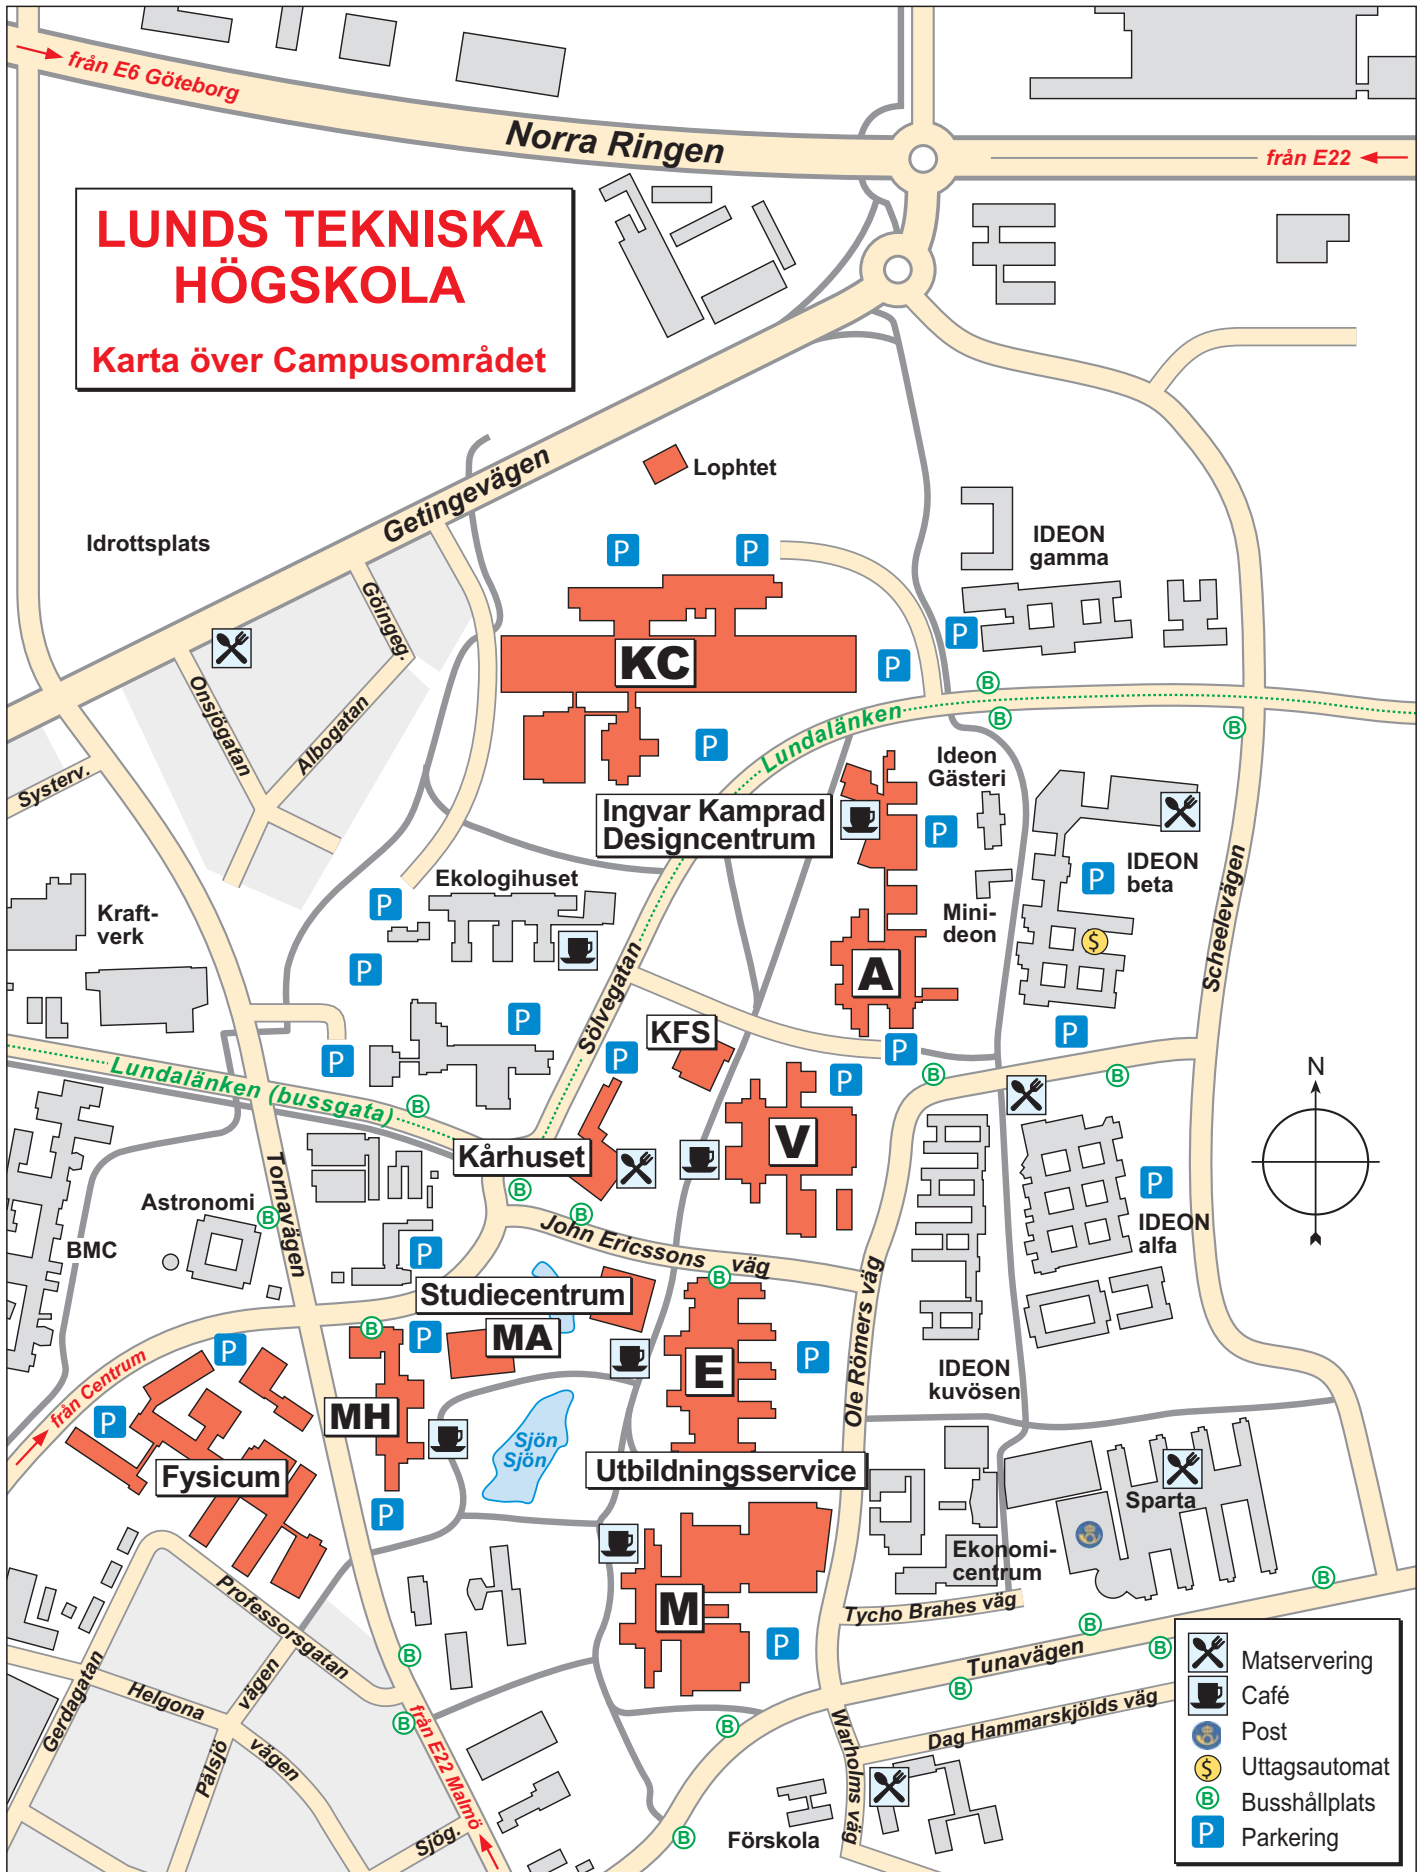 från E6 Göteborg
Norra Ringen
från E22
LUNDS TEKNISKA
HÖGSKOLA
Karta över Campusområdet
Lophtet
Getingevägen
Idrottsplats
IDEON
gamma
P
P
Göingeg.
P
KC
P
Onsjögatan
B
Albogatan
Lundalänken
B
B
P
Systerv.
Ideon
Gästeri
Ingvar Kamprad
Designcentrum
P
IDEON
beta
P
Scheelevägen
Ekologihuset
P
Kraft-
verk
Mini-
deon
$
P
A
Sölvegatan
P
KFS
P
P
P
P
Lundalänken (bussgata)
P
B
B
B
V
Kårhuset
Tornavägen
N
Astronomi
B
B
B
P
IDEON
alfa
BMC
John Ericssons väg
P
B
Studiecentrum
Ole Römers väg
B
P
MA
P
P
E
IDEON
kuvösen
från Centrum
P
MH
Sjön
Sjön
Fysicum
Utbildningsservice
Sparta
P
Ekonomi-
centrum
B
Professorsgatan
M
Tycho Brahes väg
P
B
B
Tunavägen
B
B
Gerdagatan
Helgona
vägen
Pålsjö
vägen
B
från E22 Malmö
B
Warholms väg
Dag Hammarskjölds väg
Sjög.
B
Förskola
Matservering
Café
Post
$
Uttagsautomat
B
Busshållplats
P
Parkering